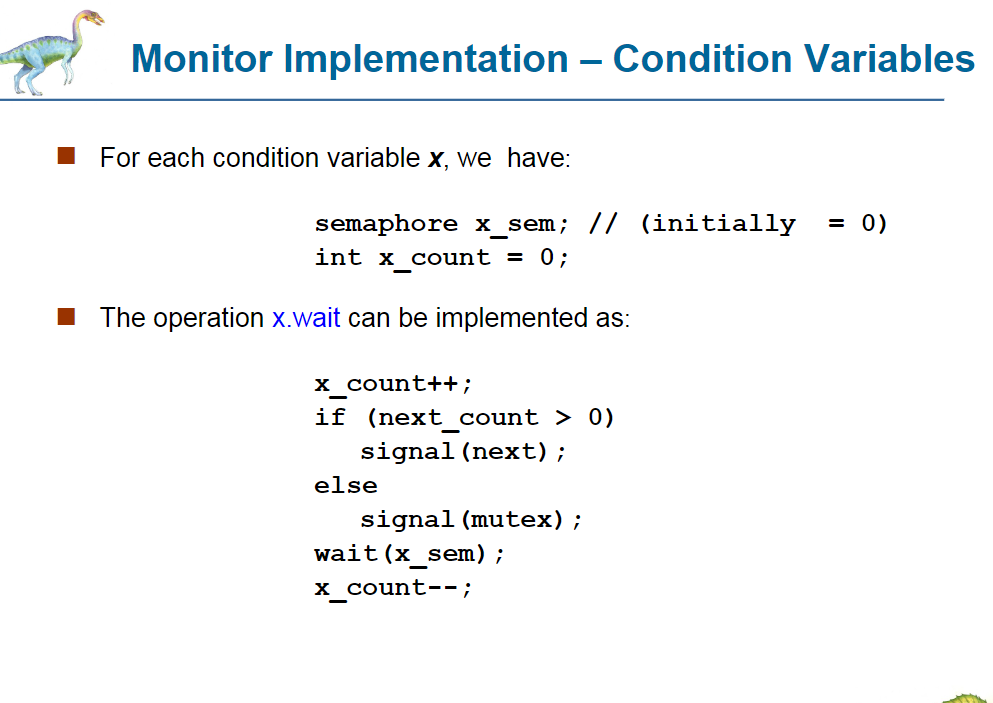 Monitor Implementation – Condition Variables
For each condition variable x, we have:
semaphore x_sem; // (initially = 0)
int x_count = 0;
The operation x.wait can be implemented as:
x_count++;
if (next_count > 0)
signal(next);
else
signal(mutex);
wait(x_sem);
x_count--;